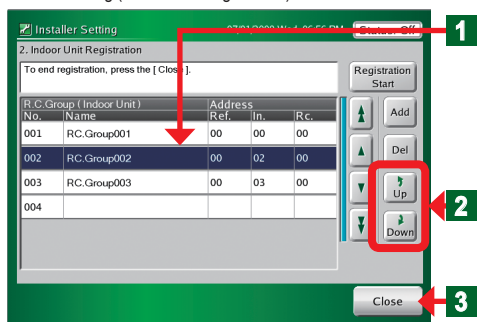 Installer Setting
2. Indoor Unit Registration
To end registration, press the [ Close ].
Registration
Start
R.C.Group ( Indoor Unit )
Address
No.
Name
Ref.
In.
Rc.
001
RC.Group001
00
00
00
002
RC.Group002
00
02
00
003
RC.Group003
00
03
00
004
Add
Del
Up
Down
Close
1
2
3